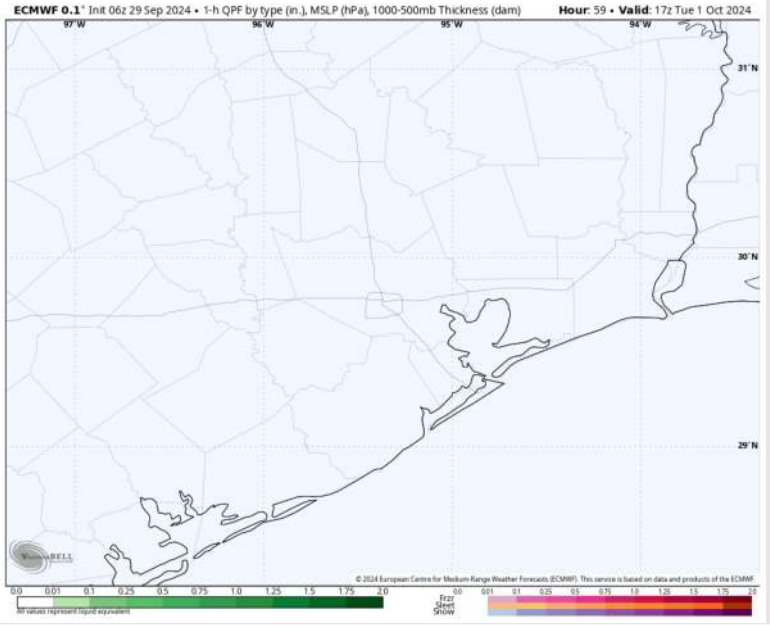 ECMWF 0.1° Init 06z 29 Sep 2024 • 1-h QPF by type (in.), MSLP (hPa), 1000-500mb Thickness (dam) Hour: 59 • Valid: 17z Tue 1 Oct 2024
97°W 96°W 95°W 94°W
31°N
30°N
29°N
BELL
© 2024 European Centre for Medium-Range Weather Forecasts (ECMWF). This service is based on data and products of the ECMWF
0.0 0.01 0.1 0.25 0.5 0.75 1.0 1.25 1.5 1.75 2.0 0.0 0.01 0.1 0.25 0.5 0.75 1.0 1.25 1.5 1.75 2.0
Frzr
Sleet
Snow
All values represent liquid equivalent